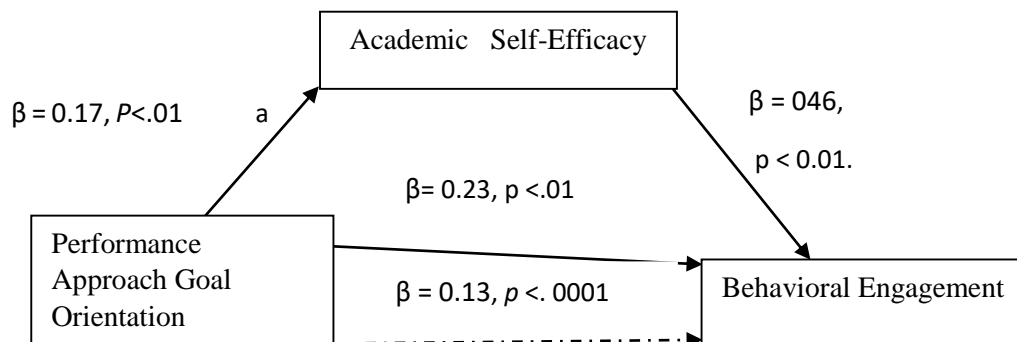 Academic Self-Efficacy
β = 0.17, P<.01
a
β = 046,
p < 0.01.
β= 0.23, p <.01
Performance
Approach Goal
Orientation
β = 0.13, p <. 0001
Behavioral Engagement